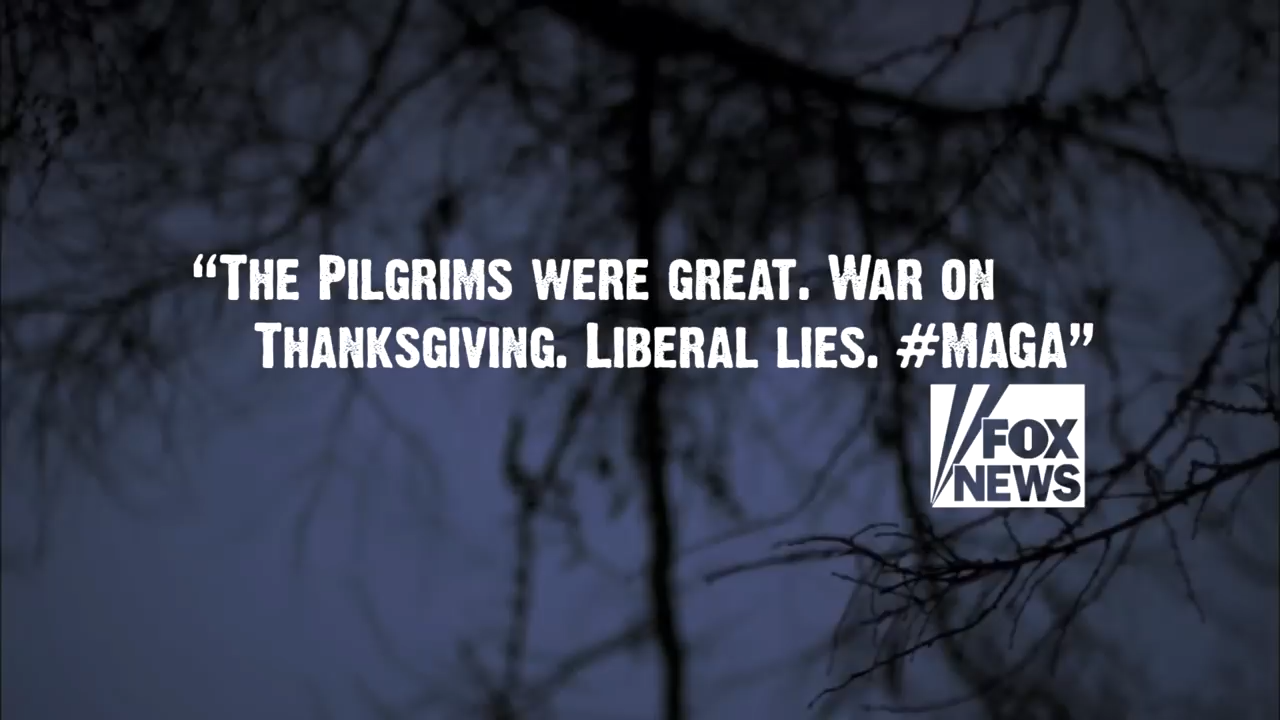 “The Pilgrims were great. War on
Thanksgiving. Liberal lies. #MAGA”
FOX
NEWS